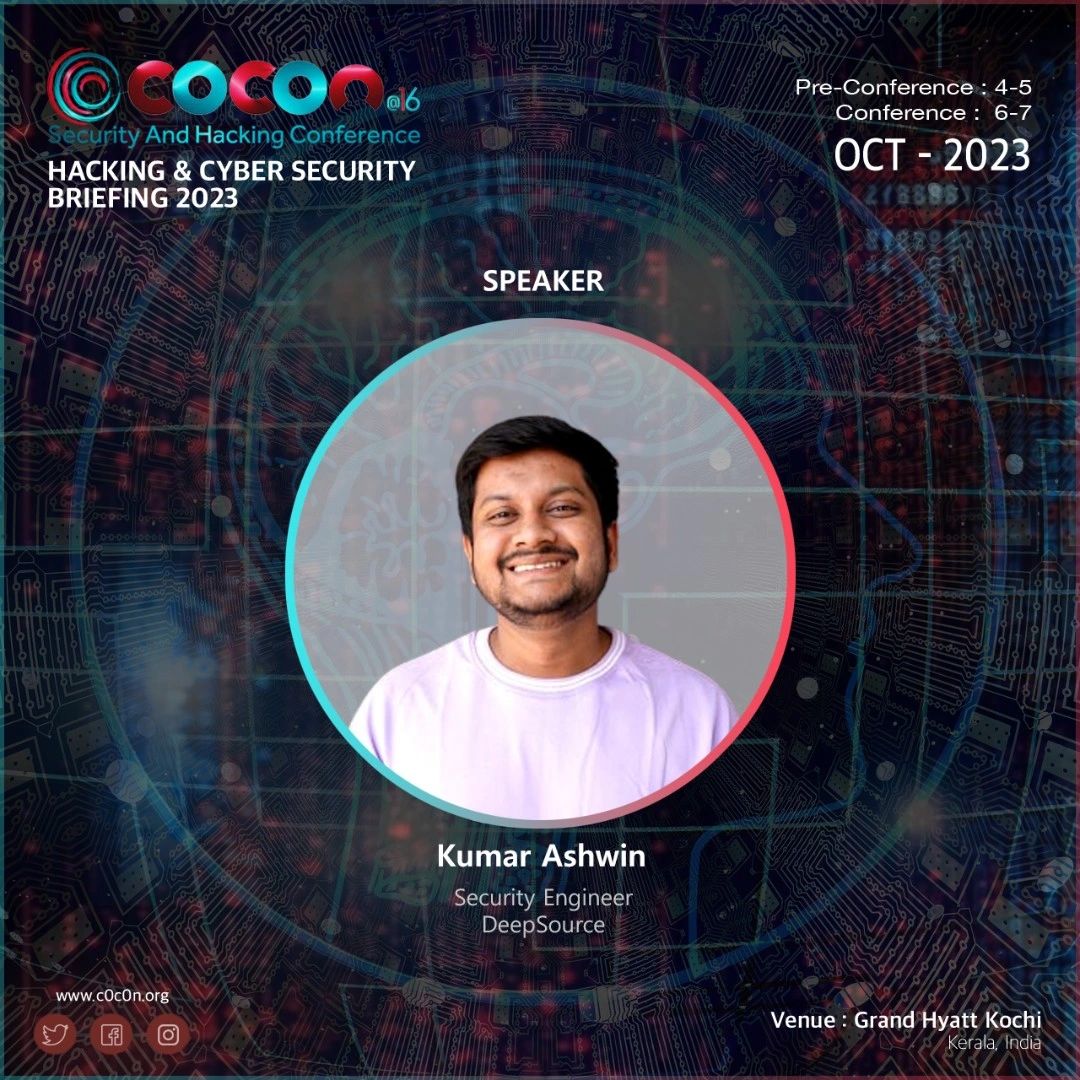 c0c0n @16
Security And Hacking Conference
HACKING & CYBER SECURITY
BRIEFING 2023
Pre-Conference : 4-5
Conference : 6-7
OCT - 2023
SPEAKER
Kumar Ashwin
Security Engineer
DeepSource
www.c0c0n.org
Venue : Grand Hyatt Kochi
Kerala, India